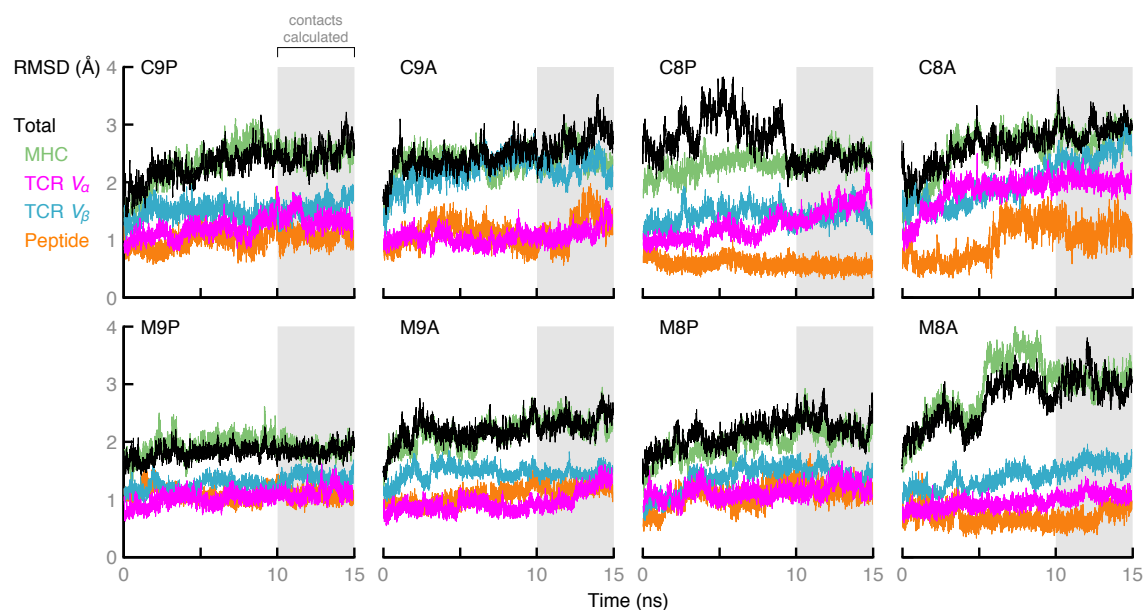 contacts
calculated
RMSD (Å)
Total
MHC
TCR Vα
TCR Vβ
Peptide
C9P
C9A
C8P
C8A
4
3
2
1
0
M9P
M9A
M8P
M8A
4
3
2
1
0
0 10 15 0 10 15 0 10 15 0 10 15
Time (ns)